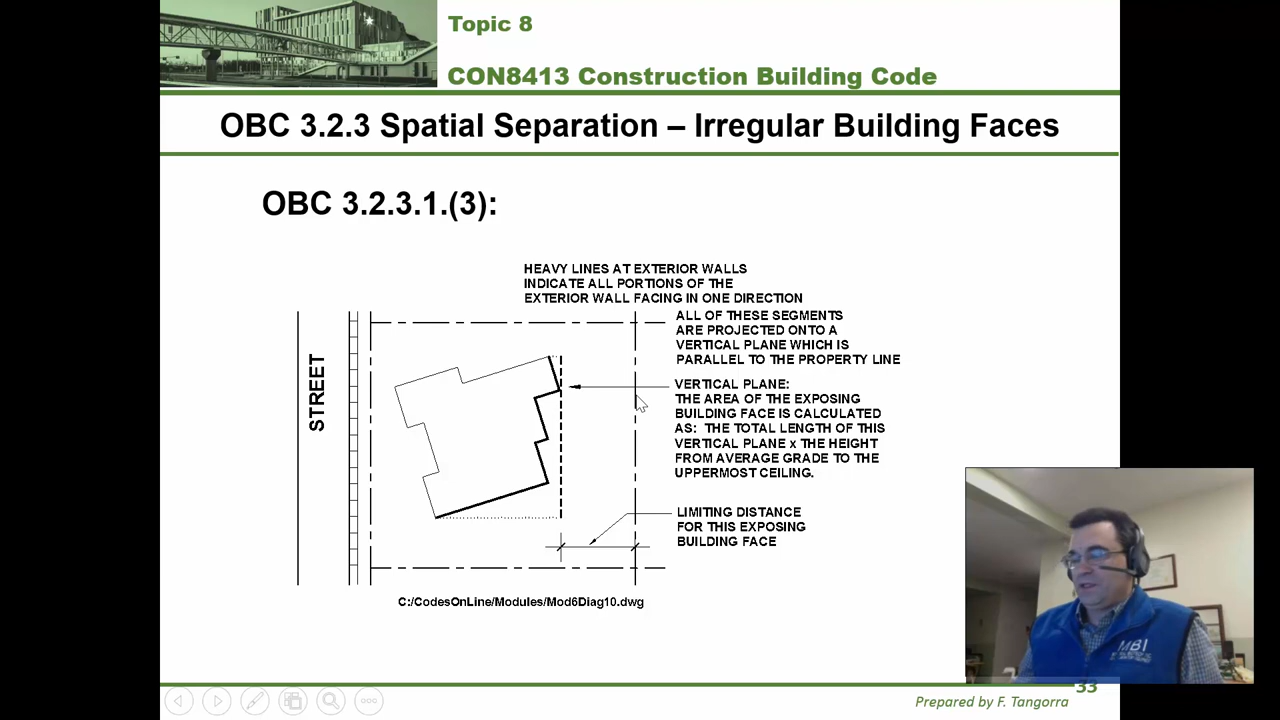 Topic 8
CON8413 Construction Building Code
OBC 3.2.3 Spatial Separation – Irregular Building Faces
OBC 3.2.3.1.(3):
HEAVY LINES AT EXTERIOR WALLS
INDICATE ALL PORTIONS OF THE
EXTERIOR WALL FACING IN ONE DIRECTION
ALL OF THESE SEGMENTS
ARE PROJECTED ONTO A
VERTICAL PLANE WHICH IS
PARALLEL TO THE PROPERTY LINE
STREET
VERTICAL PLANE:
THE AREA OF THE EXPOSING
BUILDING FACE IS CALCULATED
AS: THE TOTAL LENGTH OF THIS
VERTICAL PLANE x THE HEIGHT
FROM AVERAGE GRADE TO THE
UPPERMOST CEILING.
LIMITING DISTANCE
FOR THIS EXPOSING
BUILDING FACE
C:/CodesOnLine/Modules/Mod6Diag10.dwg
MBI
33
Prepared by F. Tangorra